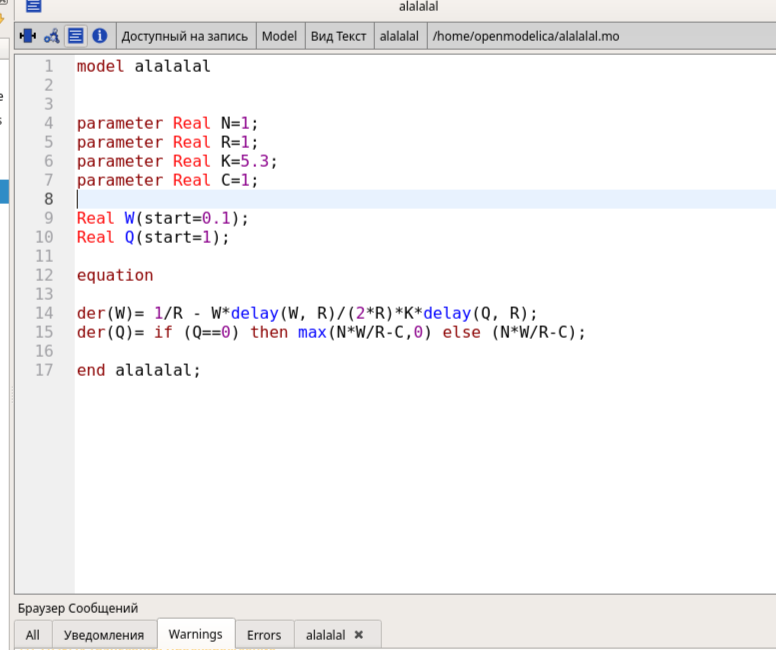 alalalal
Доступный на запись Model Вид Текст alalalal /home/openmodelica/alalalal.mo
1 model alalalal
2
3
4 parameter Real N=1;
5 parameter Real R=1;
6 parameter Real K=5.3;
7 parameter Real C=1;
8
9 Real W(start=0.1);
10 Real Q(start=1);
11
12 equation
13
14 der(W)= 1/R - W*delay(W, R)/(2*R)*K*delay(Q, R);
15 der(Q)= if (Q==0) then max(N*W/R-C,0) else (N*W/R-C);
16
17 end alalalal;
Браузер Сообщений
All Уведомления Warnings Errors alalalal